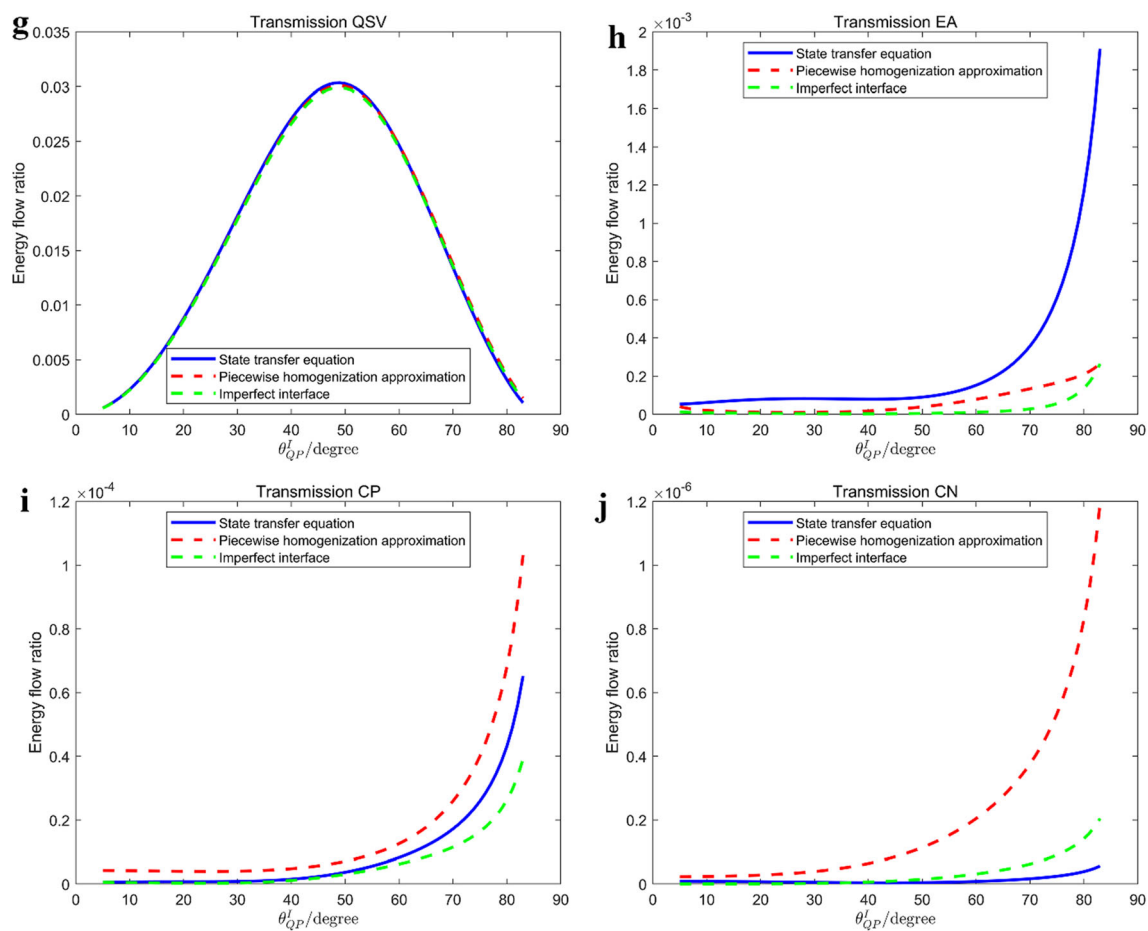 g
Transmission QSV
0.035
0.03
0.025
0.02
0.015
0.01
0.005
0
Energy flow ratio
State transfer equation
Piecewise homogenization approximation
Imperfect interface
0 10 20 30 40 50 60 70 80 90
θ^I_QP/degree
h
Transmission EA
×10^-3
2
1.8
1.6
1.4
1.2
1
0.8
0.6
0.4
0.2
0
Energy flow ratio
State transfer equation
Piecewise homogenization approximation
Imperfect interface
0 10 20 30 40 50 60 70 80 90
θ^I_QP/degree
i
Transmission CP
×10^-4
1.2
1
0.8
0.6
0.4
0.2
0
Energy flow ratio
State transfer equation
Piecewise homogenization approximation
Imperfect interface
0 10 20 30 40 50 60 70 80 90
θ^I_QP/degree
j
Transmission CN
×10^-6
1.2
1
0.8
0.6
0.4
0.2
0
Energy flow ratio
State transfer equation
Piecewise homogenization approximation
Imperfect interface
0 10 20 30 40 50 60 70 80 90
θ^I_QP/degree